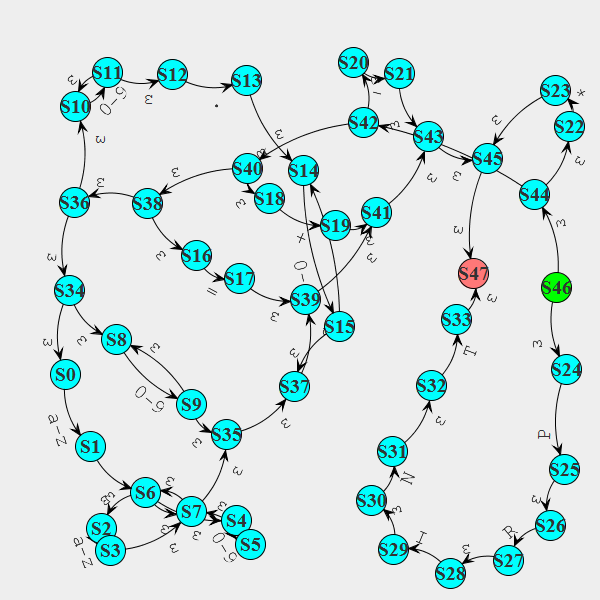 S20
S11
S12
S21
S13
ε
S23
*
S10
0-9
ε
-
.
S42
ε
S43
S22
ε
ε
ε
S45
ε
ε
S40
S14
ε
ε
ε
S38
S18
S44
S36
S41
S19
+
ε
ε
ε
ε
S16
ε
ε
S34
=
S17
0-
S47
S46
S39
ε
ε
S33
S15
S8
ε
ε
ε
T
ε
S0
S24
S37
S32
0-9
S9
a-z
ε
ε
ε
S35
P
S1
S31
ε
S25
N
ε
S6
S30
ε
S7
S4
S26
S2
ε
R
S3
ε
0-9
S5
I
a-z
S29
ε
S27
S28